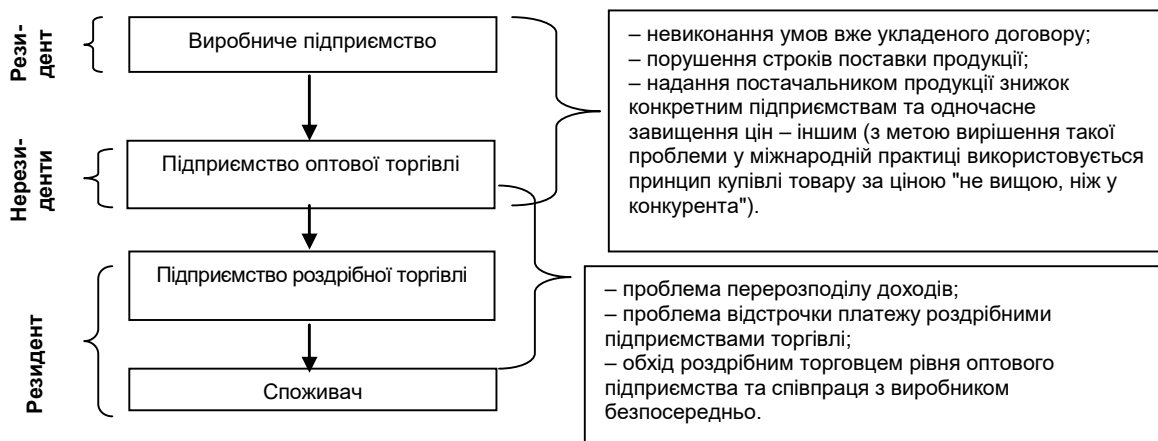 Рези-
дент
Виробниче підприємство
Нерези-
денти
Підприємство оптової торгівлі
Резидент
Підприємство роздрібної торгівлі
Споживач
– невиконання умов вже укладеного договору;
– порушення строків поставки продукції;
– надання постачальником продукції знижок
конкретним підприємствам та одночасне
завищення цін – іншим (з метою вирішення такої
проблеми у міжнародній практиці використовується
принцип купівлі товару за ціною "не вищою, ніж у
конкурента").
– проблема перерозподілу доходів;
– проблема відстрочки платежу роздрібними
підприємствами торгівлі;
– обхід роздрібним торговцем рівня оптового
підприємства та співпраця з виробником
безпосередньо.